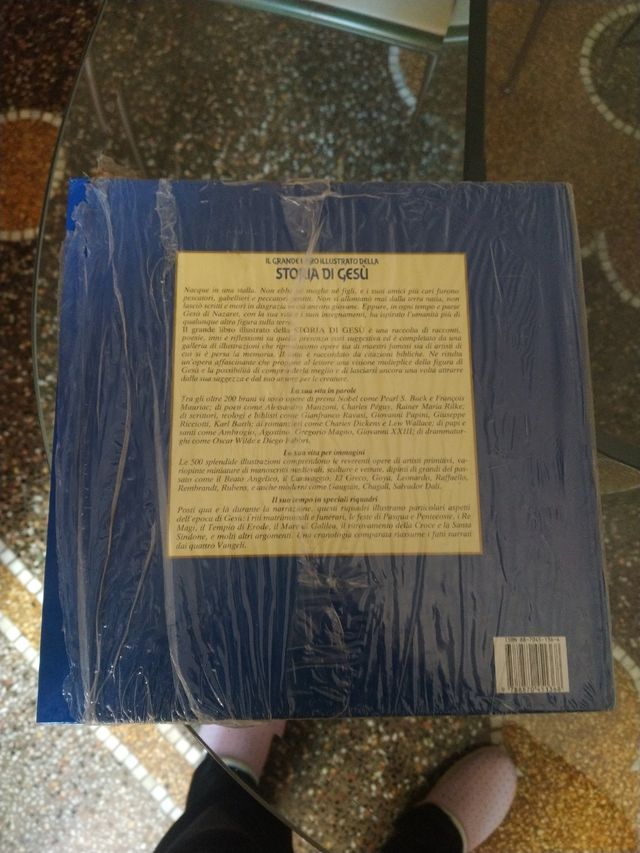 IL GRANDE LIBRO ILLUSTRATO DELLA
STORIA DI GESÙ
Nacque in una stalla. Non ebbe né moglie né figli, e i suoi amici più cari furono
pescatori, gabellieri e peccatori pentiti. Non si allontanò mai dalla terra natia, non
lasciò scritti e morì in disgrazia ancora giovane. Eppure, in ogni tempo e paese
Gesù di Nazaret, con la sua vita e i suoi insegnamenti, ha ispirato l'umanità più di
qualunque altra figura sulla terra.
Il grande libro illustrato della STORIA DI GESÙ è una raccolta di racconti,
poesie, inni e riflessioni su quella presenza così suggestiva ed è completato da una
galleria di illustrazioni che riproducono opere sia di maestri famosi sia di artisti di
cui si è persa la memoria. Il tutto è raccordato da citazioni bibliche. Ne risulta
un'opera affascinante che propone al lettore una visione molteplice della figura di
Gesù e la possibilità di comprenderla meglio e di lasciarsi ancora una volta attrarre
dalla sua saggezza e dal suo amore per le creature.
La sua vita in parole
Tra gli oltre 200 brani vi sono opere di premi Nobel come Pearl S. Buck e François
Mauriac; di poeti come Alessandro Manzoni, Charles Péguy, Rainer Maria Rilke;
di scrittori, teologi e biblisti come Gianfranco Ravasi, Giovanni Papini, Giuseppe
Ricciotti, Karl Barth; di romanzieri come Charles Dickens e Lew Wallace; di papi e
santi come Ambrogio, Agostino, Gregorio Magno, Giovanni XXIII; di drammatur-
ghi come Oscar Wilde e Diego Fabbri.
La sua vita per immagini
Le 500 splendide illustrazioni comprendono le reverenti opere di artisti primitivi, va-
riopinte miniature di manoscritti medievali, sculture e vetrate, dipinti di grandi del pas-
sato come il Beato Angelico, il Caravaggio, El Greco, Goya, Leonardo, Raffaello,
Rembrandt, Rubens, e anche moderni come Gauguin, Chagall, Salvador Dalí.
Il suo tempo in speciali riquadri
Posti qua e là durante la narrazione, questi riquadri illustrano particolari aspetti
dell'epoca di Gesù: i riti matrimoniali e funerari, le feste di Pasqua e Pentecoste, i Re
Magi, il Tempio di Erode, il Mare di Galilea, il ritrovamento della Croce e la Santa
Sindone, e molti altri argomenti. Una cronologia comparata riassume i fatti narrati
dai quattro Vangeli.
ISBN 88-7045-136-6